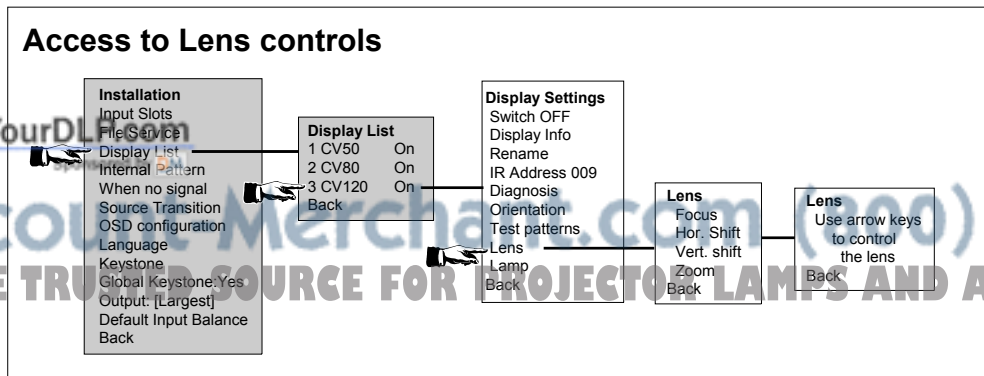 Access to Lens controls
Installation
Input Slots
File Service
Display List
Internal Pattern
When no signal
Source Transition
OSD configuration
Language
Keystone
Global Keystone:Yes
Output: [Largest]
Default Input Balance
Back
Display List
1 CV50 On
2 CV80 On
3 CV120 On
Back
Display Settings
Switch OFF
Display Info
Rename
IR Address 009
Diagnosis
Orientation
Test patterns
Lens
Lamp
Back
Lens
Focus
Hor. Shift
Vert. shift
Zoom
Back
Lens
Use arrow keys
to control
the lens
Back
YourDLP.com
count-Merchant.com (800)
E TRUSTED SOURCE FOR PROJECTOR LAMPS AND A